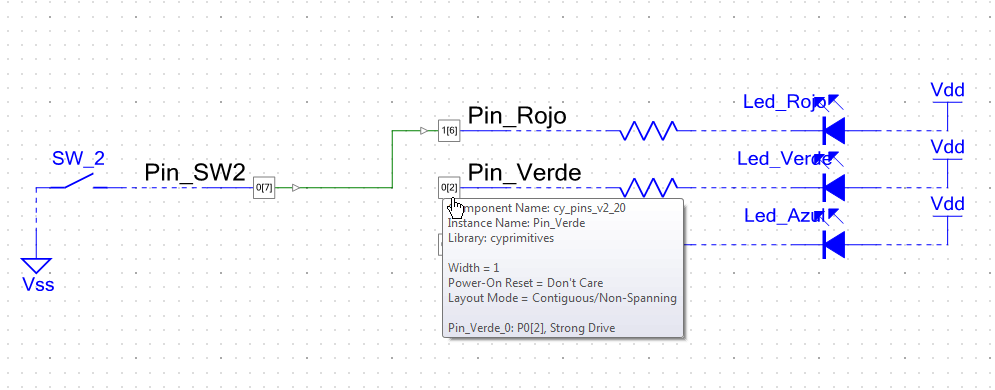 Pin_Rojo
1[6]
Led_Rojo
Vdd
SW_2
Pin_SW2
0[7]
Pin_Verde
0[2]
Led_Verde
Vdd
Led_Azul
Vdd
Vss
Component Name: cy_pins_v2_20
Instance Name: Pin_Verde
Library: cyprimitives
Width = 1
Power-On Reset = Don't Care
Layout Mode = Contiguous/Non-Spanning
Pin_Verde_0: P0[2], Strong Drive